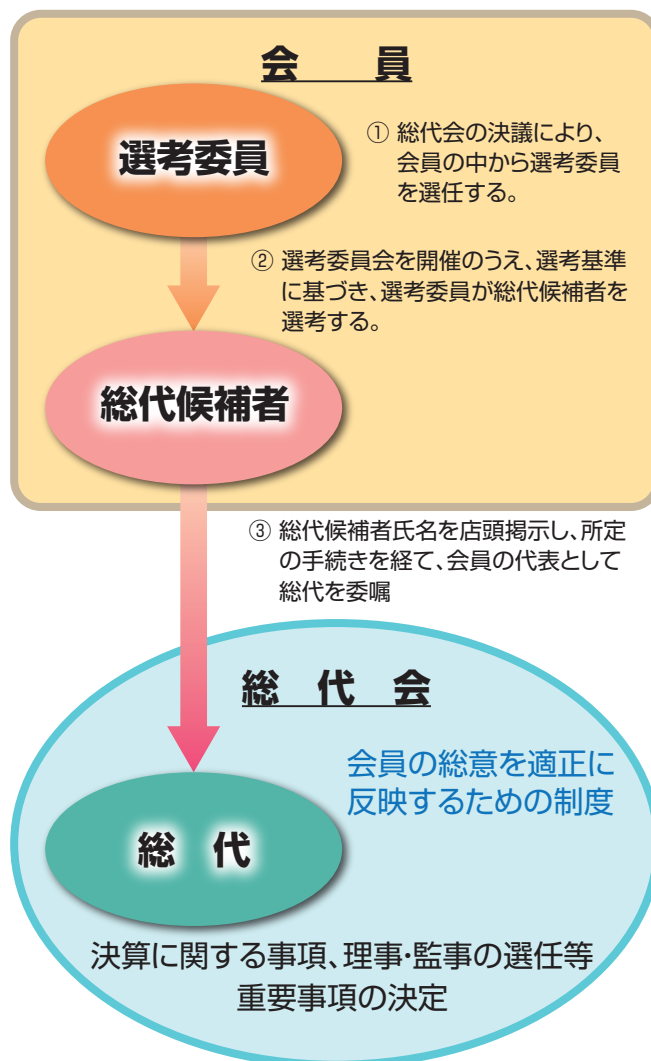 会　員
選考委員
① 総代会の決議により、
会員の中から選考委員
を選任する。
② 選考委員会を開催のうえ、選考基準
に基づき、選考委員が総代候補者を
選考する。
総代候補者
③ 総代候補者氏名を店頭掲示し、所定
の手続きを経て、会員の代表として
総代を委嘱
総　代　会
会員の総意を適正に
反映するための制度
総　代
決算に関する事項、理事・監事の選任等
重要事項の決定